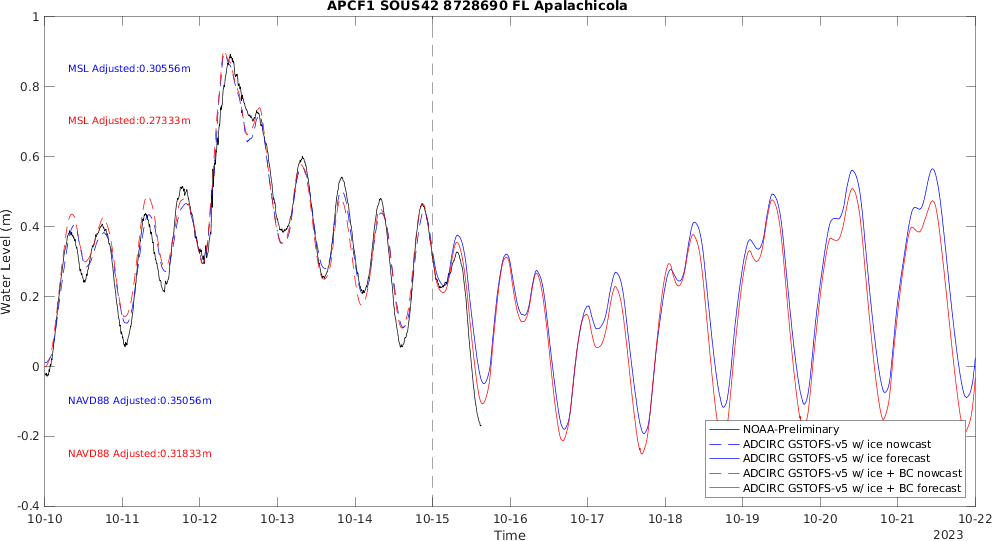 APCF1 SOUS42 8728690 FL Apalachicola
1
0.8
0.6
0.4
0.2
0
-0.2
-0.4
Water Level (m)
MSL Adjusted:0.30556m
MSL Adjusted:0.27333m
NAVD88 Adjusted:0.35056m
NAVD88 Adjusted:0.31833m
NOAA-Preliminary
ADCIRC GSTOFS-v5 w/ ice nowcast
ADCIRC GSTOFS-v5 w/ ice forecast
ADCIRC GSTOFS-v5 w/ ice + BC nowcast
ADCIRC GSTOFS-v5 w/ ice + BC forecast
10-10 10-11 10-12 10-13 10-14 10-15 10-16 10-17 10-18 10-19 10-20 10-21 10-22
Time
2023